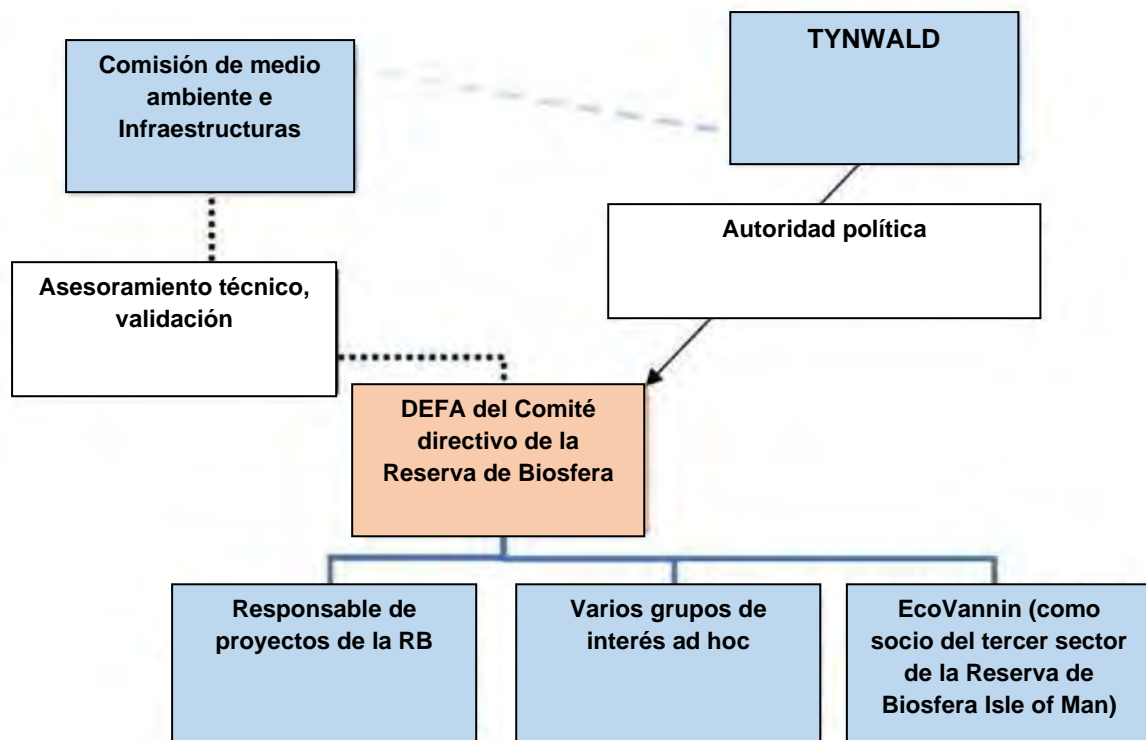 Comisión de medio
ambiente e
Infraestructuras
TYNWALD
Autoridad política
Asesoramiento técnico,
validación
DEFA del Comité
directivo de la
Reserva de Biosfera
Responsable de
proyectos de la RB
Varios grupos de
interés ad hoc
EcoVannin (como
socio del tercer sector
de la Reserva de
Biosfera Isle of Man)